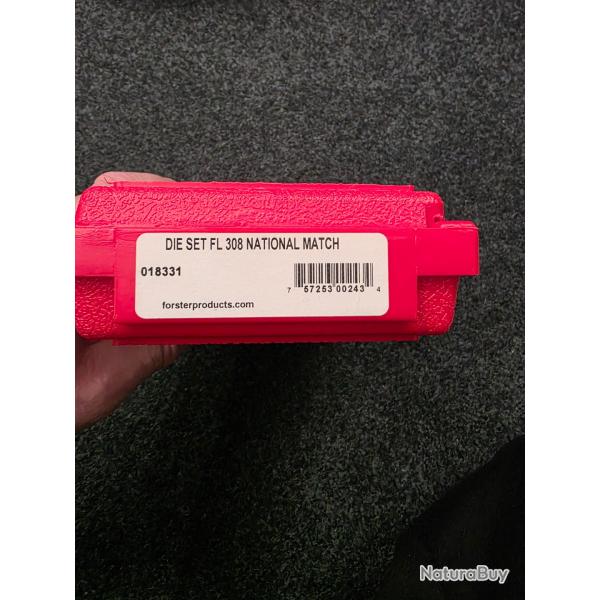 DIE SET FL 308 NATIONAL MATCH
018331
7 57253 00243 4
forsterproducts.com
NaturaBuy